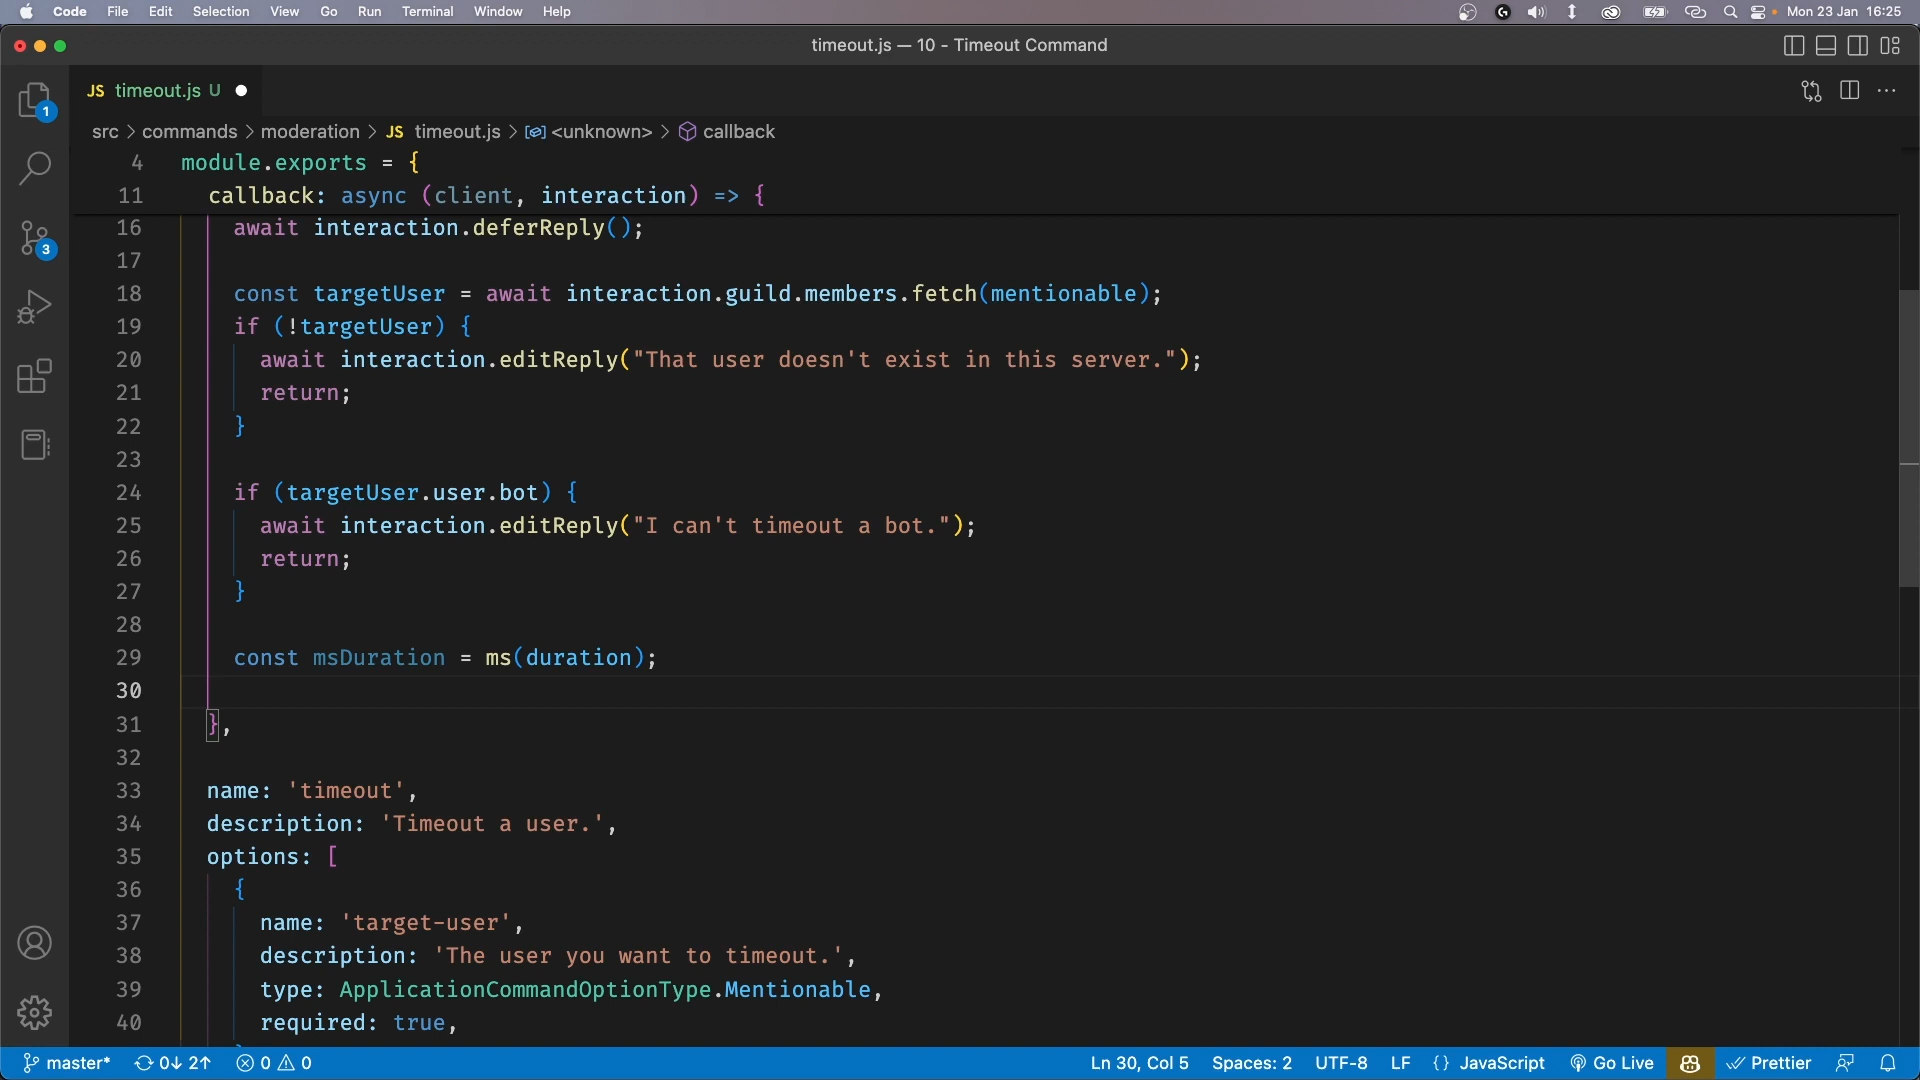 Code File Edit Selection View Go Run Terminal Window Help Mon 23 Jan 16:25
timeout.js — 10 - Timeout Command
JS timeout.js U
1
src > commands > moderation > JS timeout.js > <unknown> > callback
4 module.exports = {
11 callback: async (client, interaction) => {
16 await interaction.deferReply();
17
3
18 const targetUser = await interaction.guild.members.fetch(mentionable);
19 if (!targetUser) {
20 await interaction.editReply("That user doesn't exist in this server.");
21 return;
22 }
23
24 if (targetUser.user.bot) {
25 await interaction.editReply("I can't timeout a bot.");
26 return;
27 }
28
29 const msDuration = ms(duration);
30
31 },
32
33 name: 'timeout',
34 description: 'Timeout a user.',
35 options: [
36 {
37 name: 'target-user',
38 description: 'The user you want to timeout.',
39 type: ApplicationCommandOptionType.Mentionable,
40 required: true,
master* 0↓ 2↑ 0 0 Ln 30, Col 5 Spaces: 2 UTF-8 LF {} JavaScript Go Live Prettier